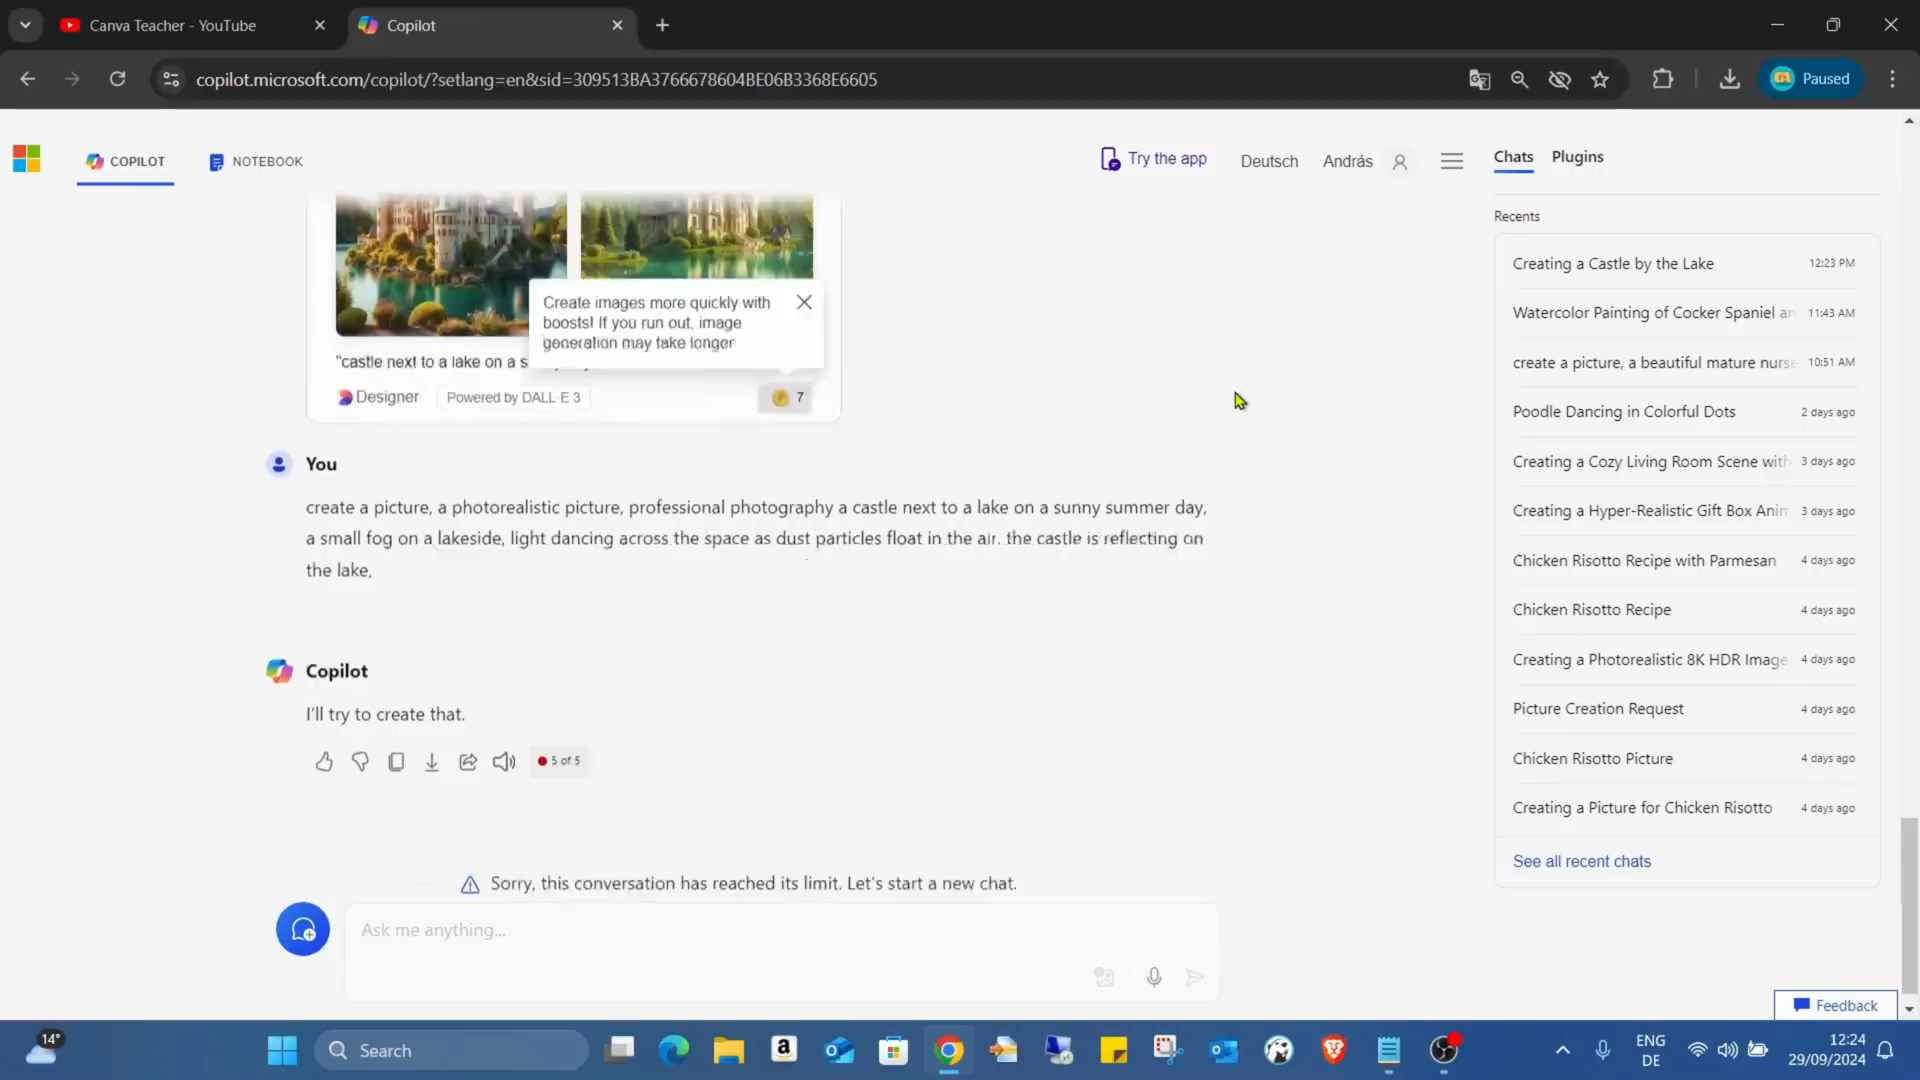 Canva Teacher - YouTube
Copilot
copilot.microsoft.com/copilot/?setlang=en&sid=309513BA3766678604BE06B3368E6605
Paused
COPILOT
NOTEBOOK
Try the app
Deutsch
András
Chats
Plugins
Recents
Creating a Castle by the Lake 12:23 PM
Watercolor Painting of Cocker Spaniel an 11:43 AM
create a picture, a beautiful mature nurse 10:51 AM
Poodle Dancing in Colorful Dots 2 days ago
Creating a Cozy Living Room Scene with 3 days ago
Creating a Hyper-Realistic Gift Box Anim 3 days ago
Chicken Risotto Recipe with Parmesan 4 days ago
Chicken Risotto Recipe 4 days ago
Creating a Photorealistic 8K HDR Image 4 days ago
Picture Creation Request 4 days ago
Chicken Risotto Picture 4 days ago
Creating a Picture for Chicken Risotto 4 days ago
See all recent chats
Create images more quickly with
boosts! If you run out, image
generation may take longer
"castle next to a lake on a s
Designer
Powered by DALL·E 3
7
You
create a picture, a photorealistic picture, professional photography a castle next to a lake on a sunny summer day,
a small fog on a lakeside, light dancing across the space as dust particles float in the air. the castle is reflecting on
the lake,
Copilot
I'll try to create that.
5 of 5
Sorry, this conversation has reached its limit. Let's start a new chat.
Ask me anything...
Feedback
14°
Search
ENG
DE
12:24
29/09/2024